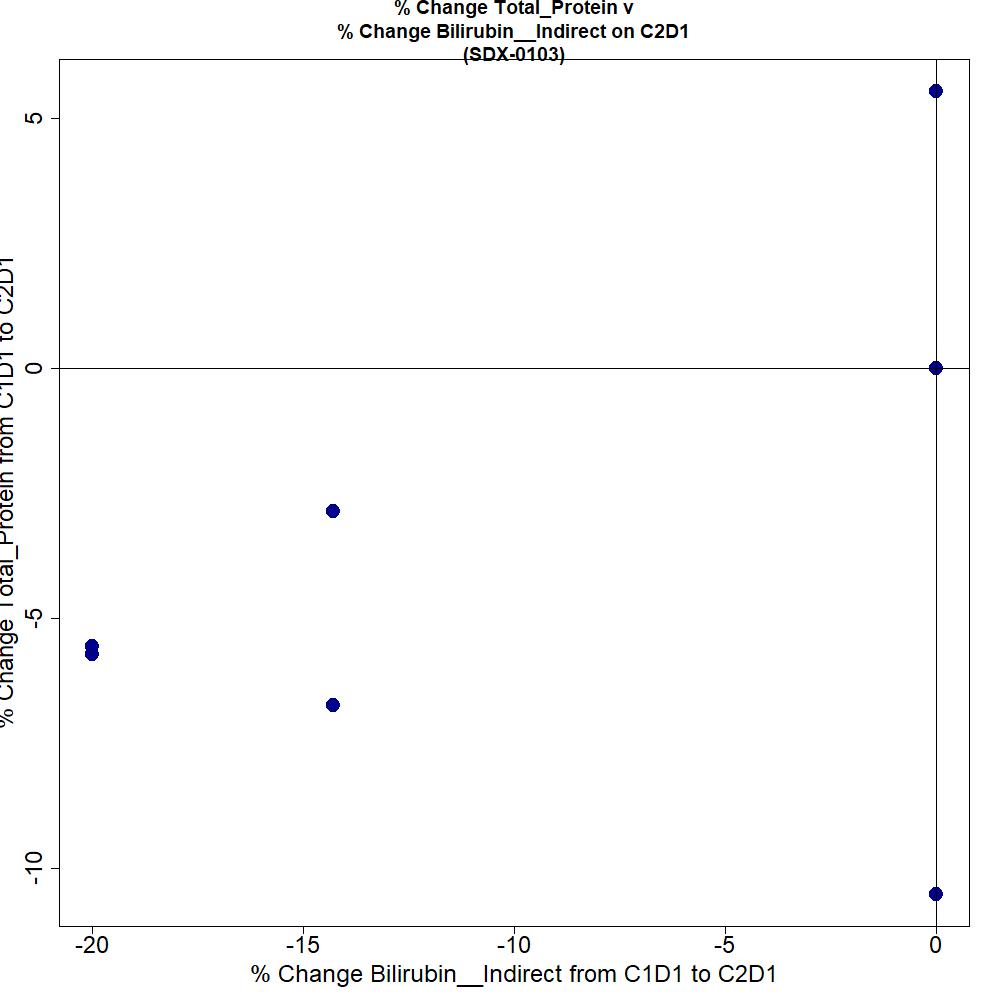 % Change Total_Protein v
% Change Bilirubin__Indirect on C2D1
(SDX-0103)
% Change Total_Protein from C1D1 to C2D1
5
0
-5
-10
-20
-15
-10
-5
0
% Change Bilirubin__Indirect from C1D1 to C2D1